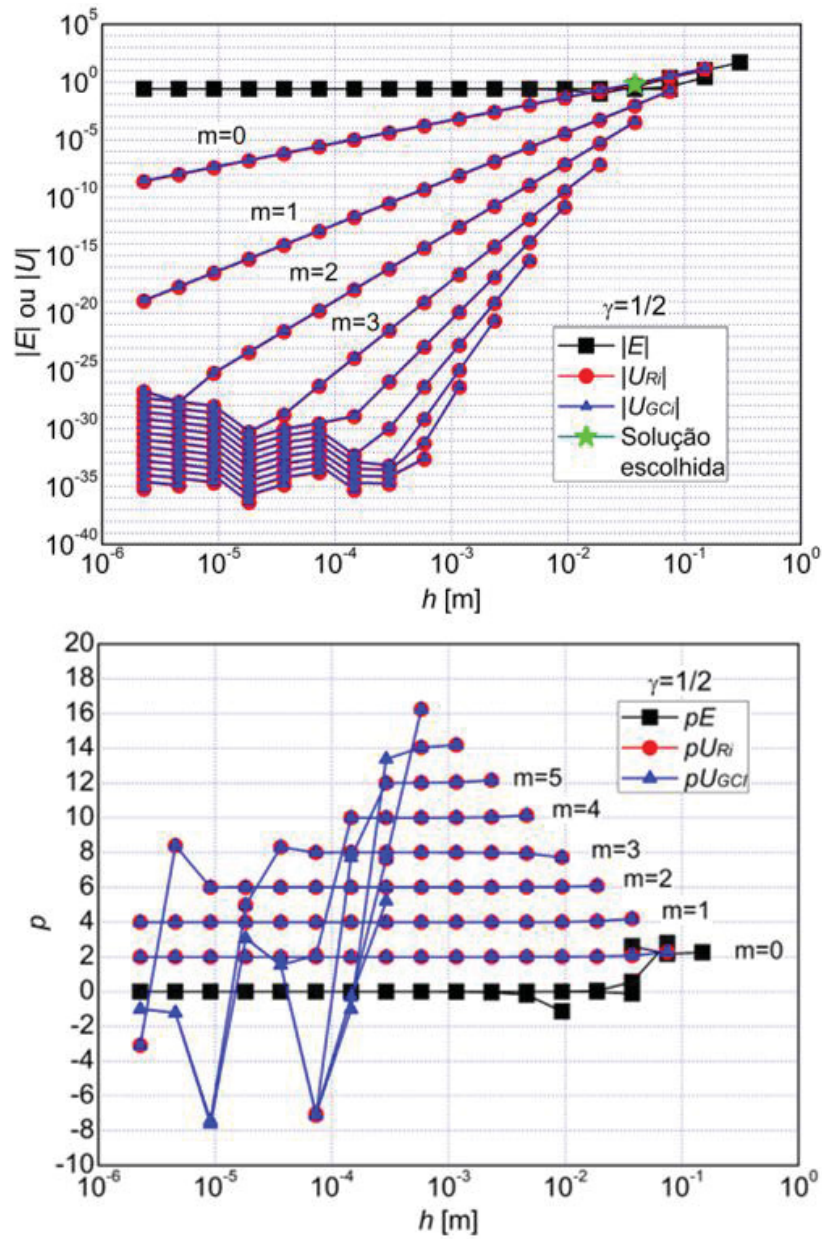 10^5
10^0
10^-5
10^-10
10^-15
10^-20
10^-25
10^-30
10^-35
10^-40
|E| ou |U|
m=0
m=1
m=2
m=3
γ=1/2
|E|
|U_Ri|
|U_GCI|
Solução
escolhida
10^-6 10^-5 10^-4 10^-3 10^-2 10^-1 10^0
h [m]
20
18
16
14
12
10
8
6
4
2
0
-2
-4
-6
-8
-10
p
γ=1/2
pE
pU_Ri
pU_GCI
m=5
m=4
m=3
m=2
m=1
m=0
10^-6 10^-5 10^-4 10^-3 10^-2 10^-1 10^0
h [m]